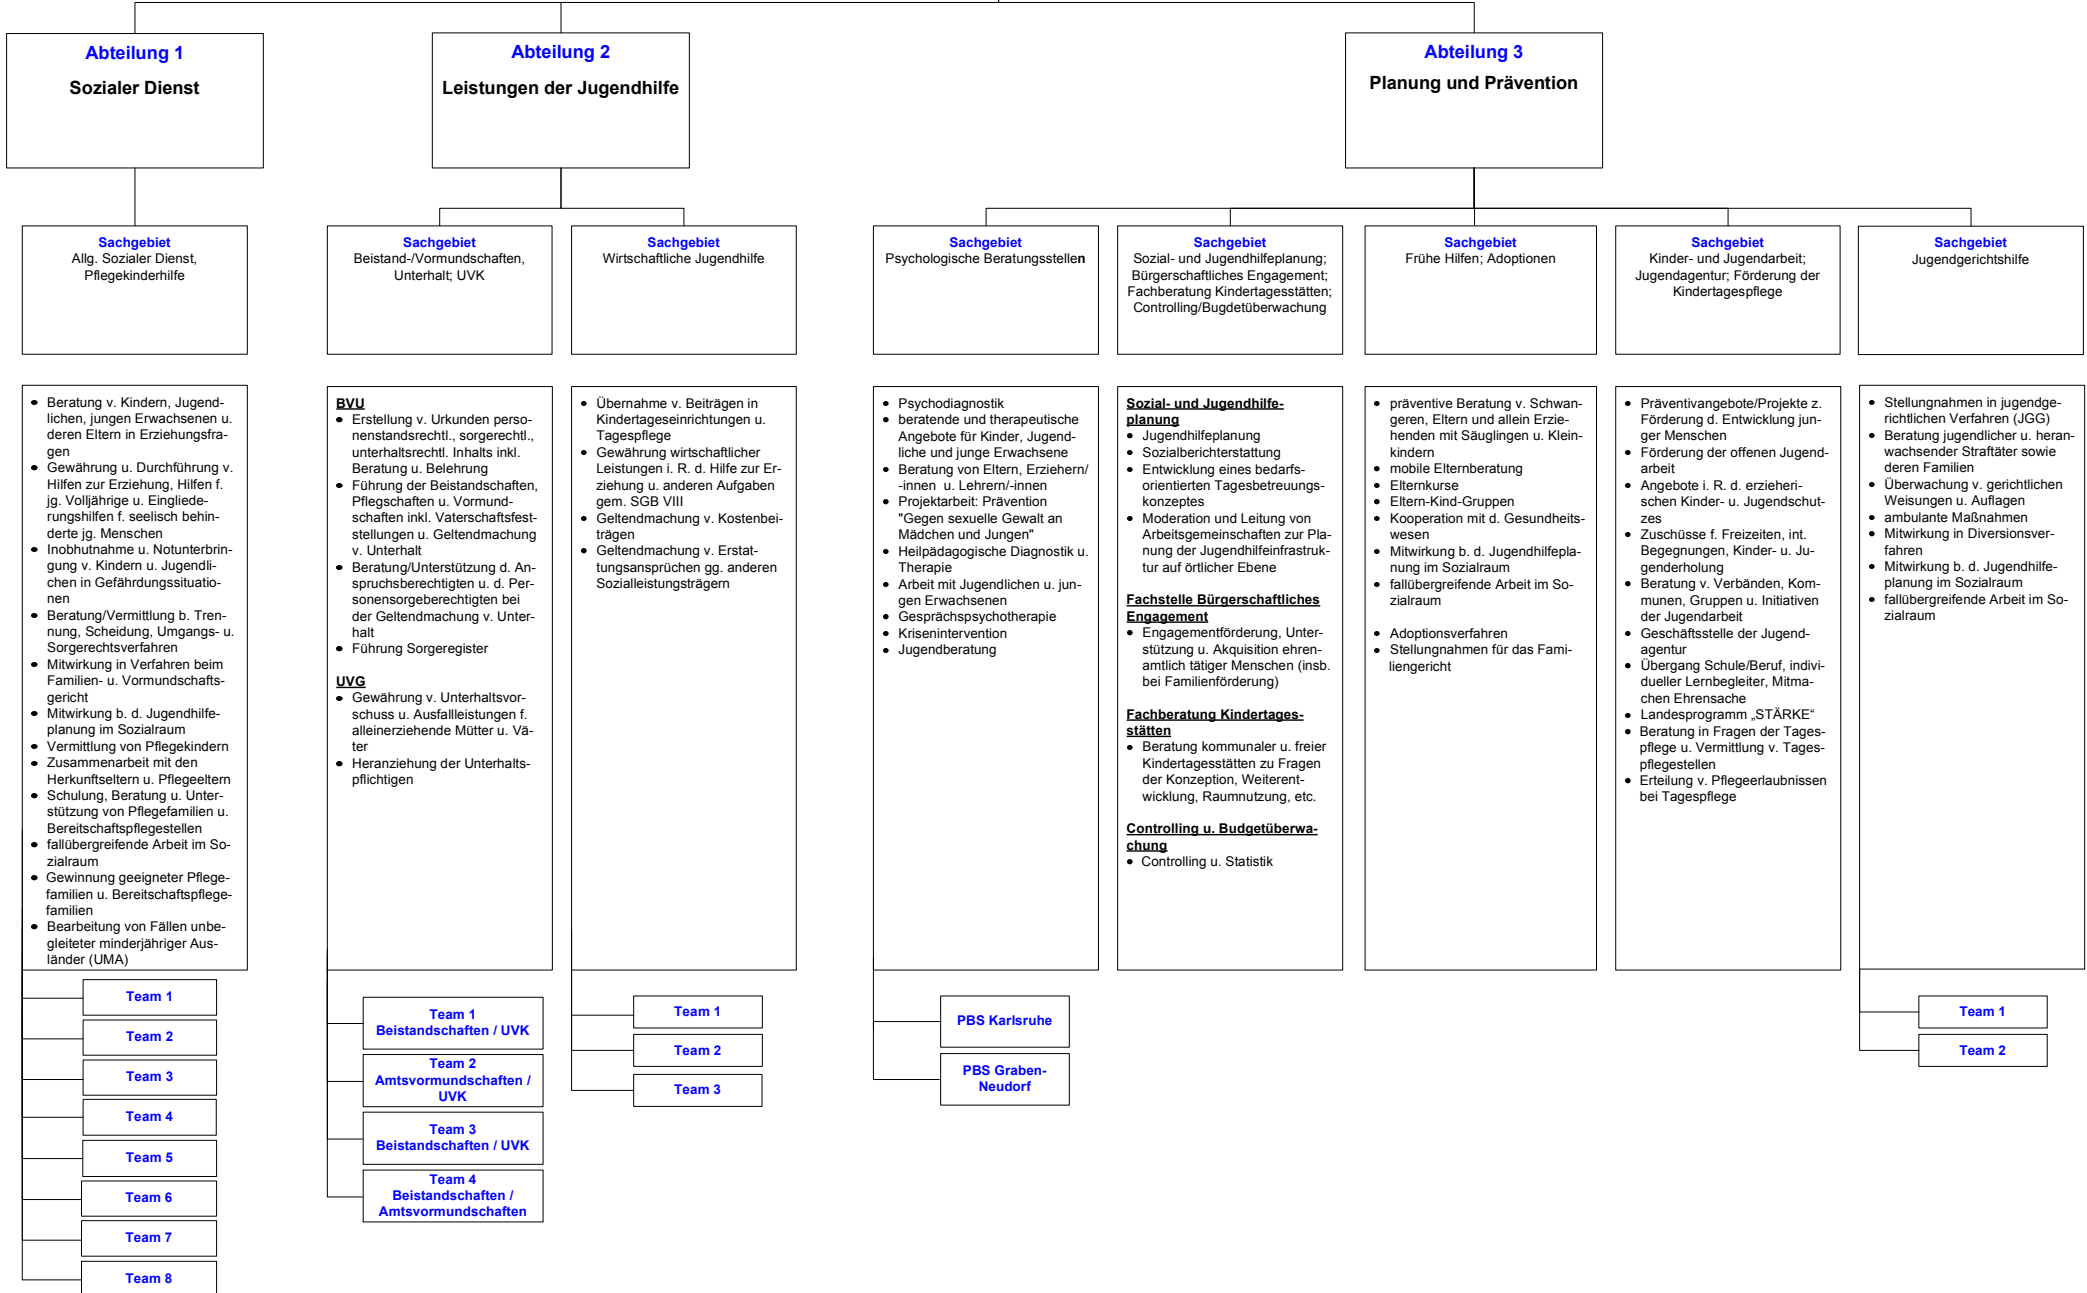 Abteilung 1
Sozialer Dienst
Abteilung 2
Leistungen der Jugendhilfe
Abteilung 3
Planung und Prävention
Sachgebiet
Allg. Sozialer Dienst,
Pflegekinderhilfe
Sachgebiet
Beistand-/Vormundschaften,
Unterhalt; UVK
Sachgebiet
Wirtschaftliche Jugendhilfe
Sachgebiet
Psychologische Beratungsstellen
Sachgebiet
Sozial- und Jugendhilfeplanung;
Bürgerschaftliches Engagement;
Fachberatung Kindertagesstätten;
Controlling/Bugdetüberwachung
Sachgebiet
Frühe Hilfen; Adoptionen
Sachgebiet
Kinder- und Jugendarbeit;
Jugendagentur; Förderung der
Kindertagespflege
Sachgebiet
Jugendgerichtshilfe
• Beratung v. Kindern, Jugend-
lichen, jungen Erwachsenen u.
deren Eltern in Erziehungsfra-
gen
• Gewährung u. Durchführung v.
Hilfen zur Erziehung, Hilfen f.
jg. Volljährige u. Eingliede-
rungshilfen f. seelisch behin-
derte jg. Menschen
• Inobhutnahme u. Notunterbrin-
gung v. Kindern u. Jugendli-
chen in Gefährdungssituatio-
nen
• Beratung/Vermittlung b. Tren-
nung, Scheidung, Umgangs- u.
Sorgerechtsverfahren
• Mitwirkung in Verfahren beim
Familien- u. Vormundschafts-
gericht
• Mitwirkung b. d. Jugendhilfe-
planung im Sozialraum
• Vermittlung von Pflegekindern
• Zusammenarbeit mit den
Herkunftseltern u. Pflegeeltern
• Schulung, Beratung u. Unter-
stützung von Pflegefamilien u.
Bereitschaftspflegestellen
• fallübergreifende Arbeit im So-
zialraum
• Gewinnung geeigneter Pflege-
familien u. Bereitschaftspflege-
familien
• Bearbeitung von Fällen unbe-
gleiteter minderjähriger Aus-
länder (UMA)
BVU
• Erstellung v. Urkunden perso-
nenstandsrechtl., sorgerechtl.,
unterhaltsrechtl. Inhalts inkl.
Beratung u. Belehrung
• Führung der Beistandschaften,
Pflegschaften u. Vormund-
schaften inkl. Vaterschaftsfest-
stellungen u. Geltendmachung
v. Unterhalt
• Beratung/Unterstützung d. An-
spruchsberechtigten u. d. Per-
sonensorgeberechtigten bei
der Geltendmachung v. Unter-
halt
• Führung Sorgeregister
UVG
• Gewährung v. Unterhaltsvor-
schuss u. Ausfallleistungen f.
alleinerziehende Mütter u. Vä-
ter
• Heranziehung der Unterhalts-
pflichtigen
• Übernahme v. Beiträgen in
Kindertageseinrichtungen u.
Tagespflege
• Gewährung wirtschaftlicher
Leistungen i. R. d. Hilfe zur Er-
ziehung u. anderen Aufgaben
gem. SGB VIII
• Geltendmachung v. Kostenbei-
trägen
• Geltendmachung v. Erstat-
tungsansprüchen gg. anderen
Sozialleistungsträgern
• Psychodiagnostik
• beratende und therapeutische
Angebote für Kinder, Jugend-
liche und junge Erwachsene
• Beratung von Eltern, Erziehern/
-innen u. Lehrern/-innen
• Projektarbeit: Prävention
"Gegen sexuelle Gewalt an
Mädchen und Jungen"
• Heilpädagogische Diagnostik u.
Therapie
• Arbeit mit Jugendlichen u. jun-
gen Erwachsenen
• Gesprächspsychotherapie
• Krisenintervention
• Jugendberatung
Sozial- und Jugendhilfe-
planung
• Jugendhilfeplanung
• Sozialberichterstattung
• Entwicklung eines bedarfs-
orientierten Tagesbetreuungs-
konzeptes
• Moderation und Leitung von
Arbeitsgemeinschaften zur Pla-
nung der Jugendhilfeinfrastruk-
tur auf örtlicher Ebene
Fachstelle Bürgerschaftliches
Engagement
• Engagementförderung, Unter-
stützung u. Akquisition ehren-
amtlich tätiger Menschen (insb.
bei Familienförderung)
Fachberatung Kindertages-
stätten
• Beratung kommunaler u. freier
Kindertagesstätten zu Fragen
der Konzeption, Weiterent-
wicklung, Raumnutzung, etc.
Controlling u. Budgetüberwa-
chung
• Controlling u. Statistik
• präventive Beratung v. Schwan-
geren, Eltern und allein Erzie-
henden mit Säuglingen u. Klein-
kindern
• mobile Elternberatung
• Elternkurse
• Eltern-Kind-Gruppen
• Kooperation mit d. Gesundheits-
wesen
• Mitwirkung b. d. Jugendhilfepla-
nung im Sozialraum
• fallübergreifende Arbeit im So-
zialraum
• Adoptionsverfahren
• Stellungnahmen für das Fami-
liengericht
• Präventivangebote/Projekte z.
Förderung d. Entwicklung jun-
ger Menschen
• Förderung der offenen Jugend-
arbeit
• Angebote i. R. d. erzieheri-
schen Kinder- u. Jugendschut-
zes
• Zuschüsse f. Freizeiten, int.
Begegnungen, Kinder- u. Ju-
genderholung
• Beratung v. Verbänden, Kom-
munen, Gruppen u. Initiativen
der Jugendarbeit
• Geschäftsstelle der Jugend-
agentur
• Übergang Schule/Beruf, indivi-
dueller Lernbegleiter, Mitma-
chen Ehrensache
• Landesprogramm „STÄRKE“
• Beratung in Fragen der Tages-
pflege u. Vermittlung v. Tages-
pflegestellen
• Erteilung v. Pflegeerlaubnissen
bei Tagespflege
• Stellungnahmen in jugendge-
richtlichen Verfahren (JGG)
• Beratung jugendlicher u. heran-
wachsender Straftäter sowie
deren Familien
• Überwachung v. gerichtlichen
Weisungen u. Auflagen
• ambulante Maßnahmen
• Mitwirkung in Diversionsver-
fahren
• Mitwirkung b. d. Jugendhilfe-
planung im Sozialraum
• fallübergreifende Arbeit im So-
zialraum
Team 1
Team 2
Team 3
Team 4
Team 5
Team 6
Team 7
Team 8
Team 1
Beistandschaften / UVK
Team 2
Amtsvormundschaften /
UVK
Team 3
Beistandschaften / UVK
Team 4
Beistandschaften /
Amtsvormundschaften
Team 1
Team 2
Team 3
PBS Karlsruhe
PBS Graben-
Neudorf
Team 1
Team 2